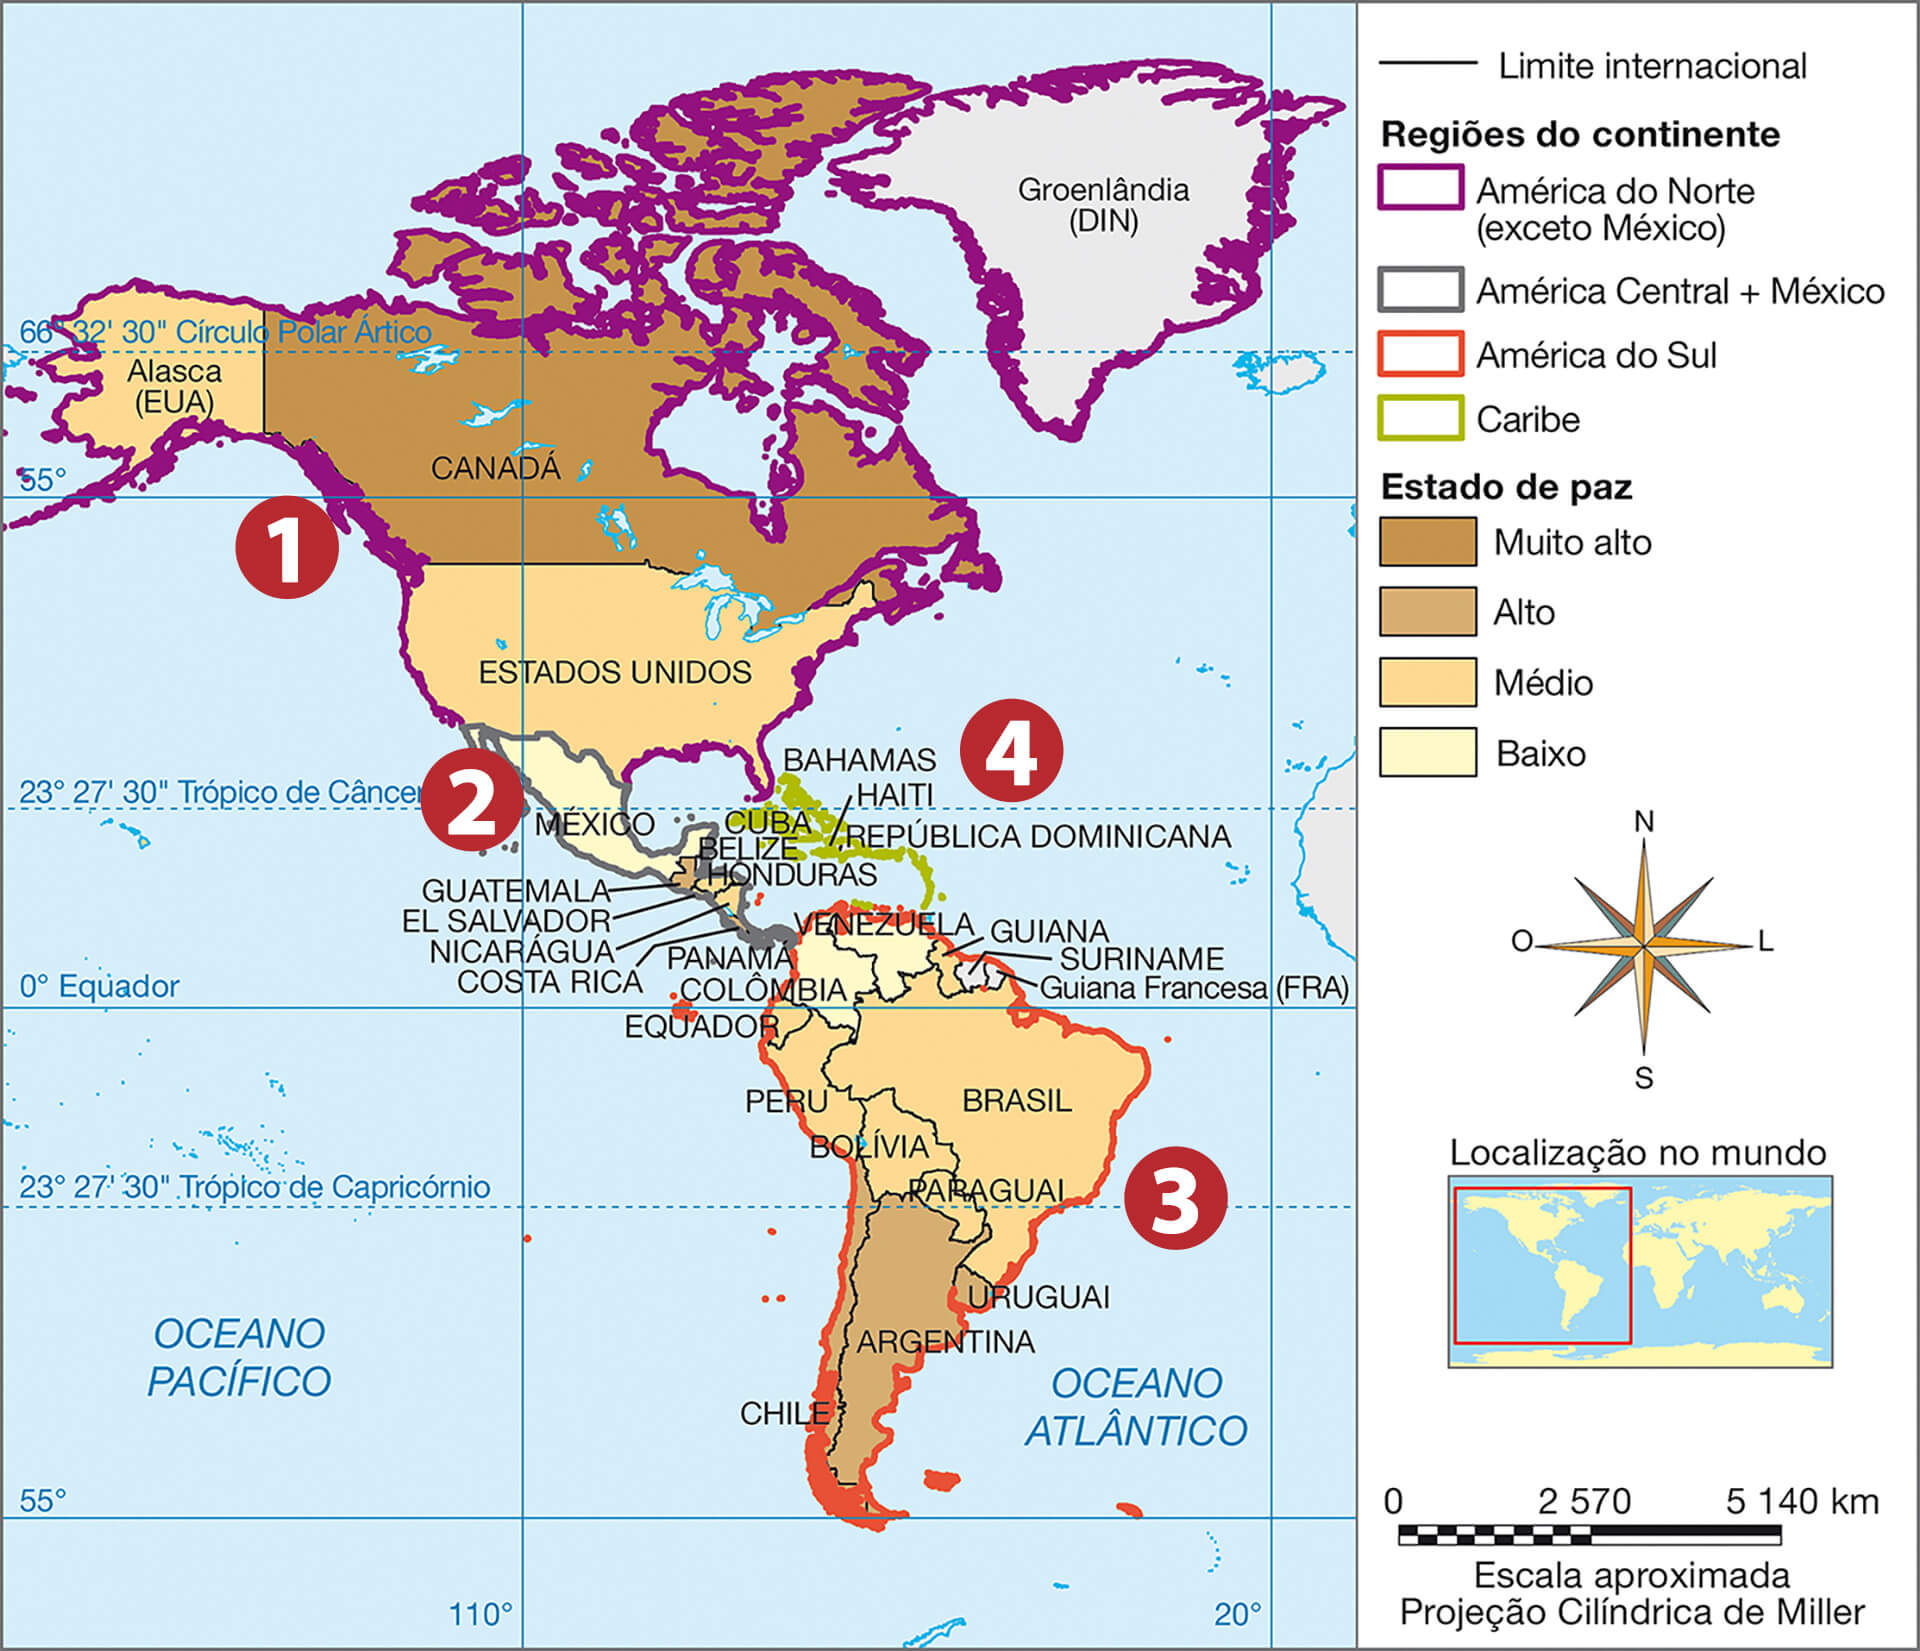 Groenlândia
(DIN)
66° 32' 30" Círculo Polar Ártico
Alasca
(EUA)
CANADÁ
55°
1
ESTADOS UNIDOS
4
BAHAMAS
23° 27' 30" Trópico de Câncer
2
HAITI
MÉXICO
CUBA
REPÚBLICA DOMINICANA
BELIZE
HONDURAS
GUATEMALA
EL SALVADOR
NICARÁGUA
COSTA RICA
PANAMÁ
VENEZUELA
GUIANA
SURINAME
Guiana Francesa (FRA)
COLÔMBIA
0° Equador
EQUADOR
PERU
BRASIL
BOLÍVIA
3
23° 27' 30" Trópico de Capricórnio
PARAGUAI
URUGUAI
ARGENTINA
CHILE
OCEANO
PACÍFICO
OCEANO
ATLÂNTICO
55°
110°
20°
Limite internacional
Regiões do continente
América do Norte
(exceto México)
América Central + México
América do Sul
Caribe
Estado de paz
Muito alto
Alto
Médio
Baixo
N
O
L
S
Localização no mundo
0 2 570 5 140 km
Escala aproximada
Projeção Cilíndrica de Miller